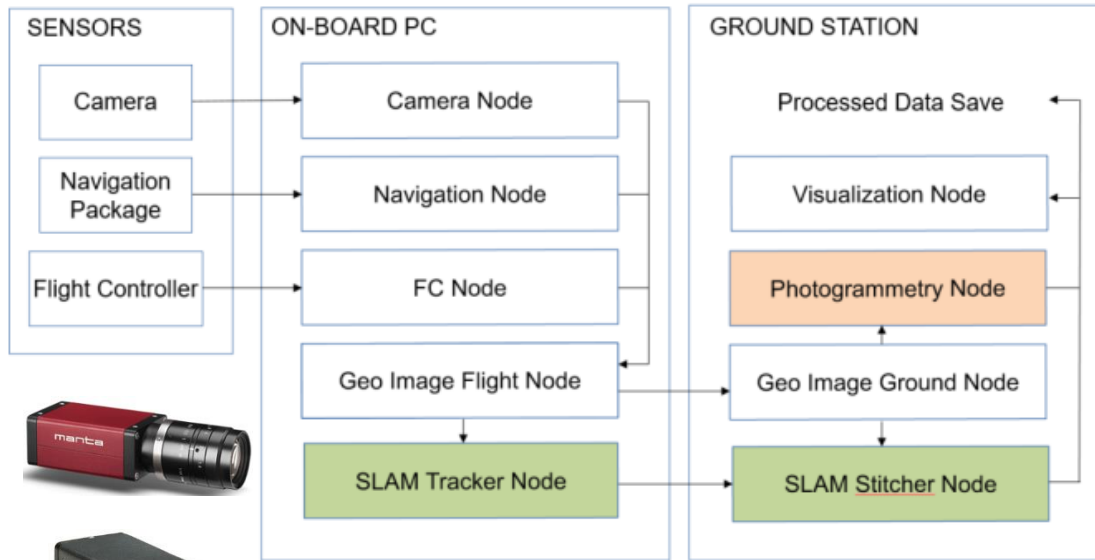 SENSORS
Camera
Navigation
Package
Flight Controller
manta
ON-BOARD PC
Camera Node
Navigation Node
FC Node
Geo Image Flight Node
SLAM Tracker Node
GROUND STATION
Processed Data Save
Visualization Node
Photogrammetry Node
Geo Image Ground Node
SLAM Stitcher Node